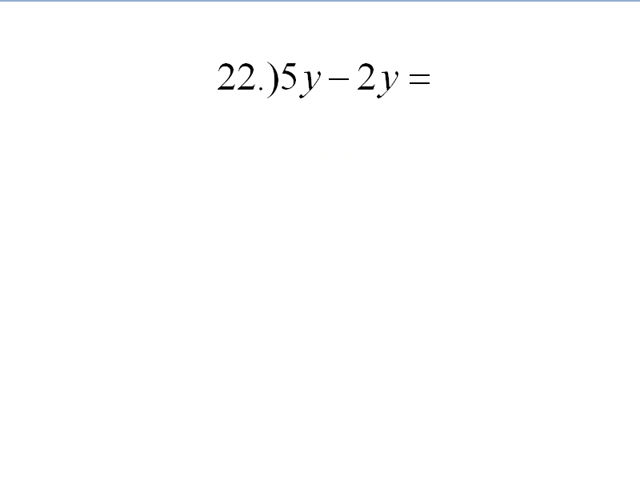 22.)5y − 2y =